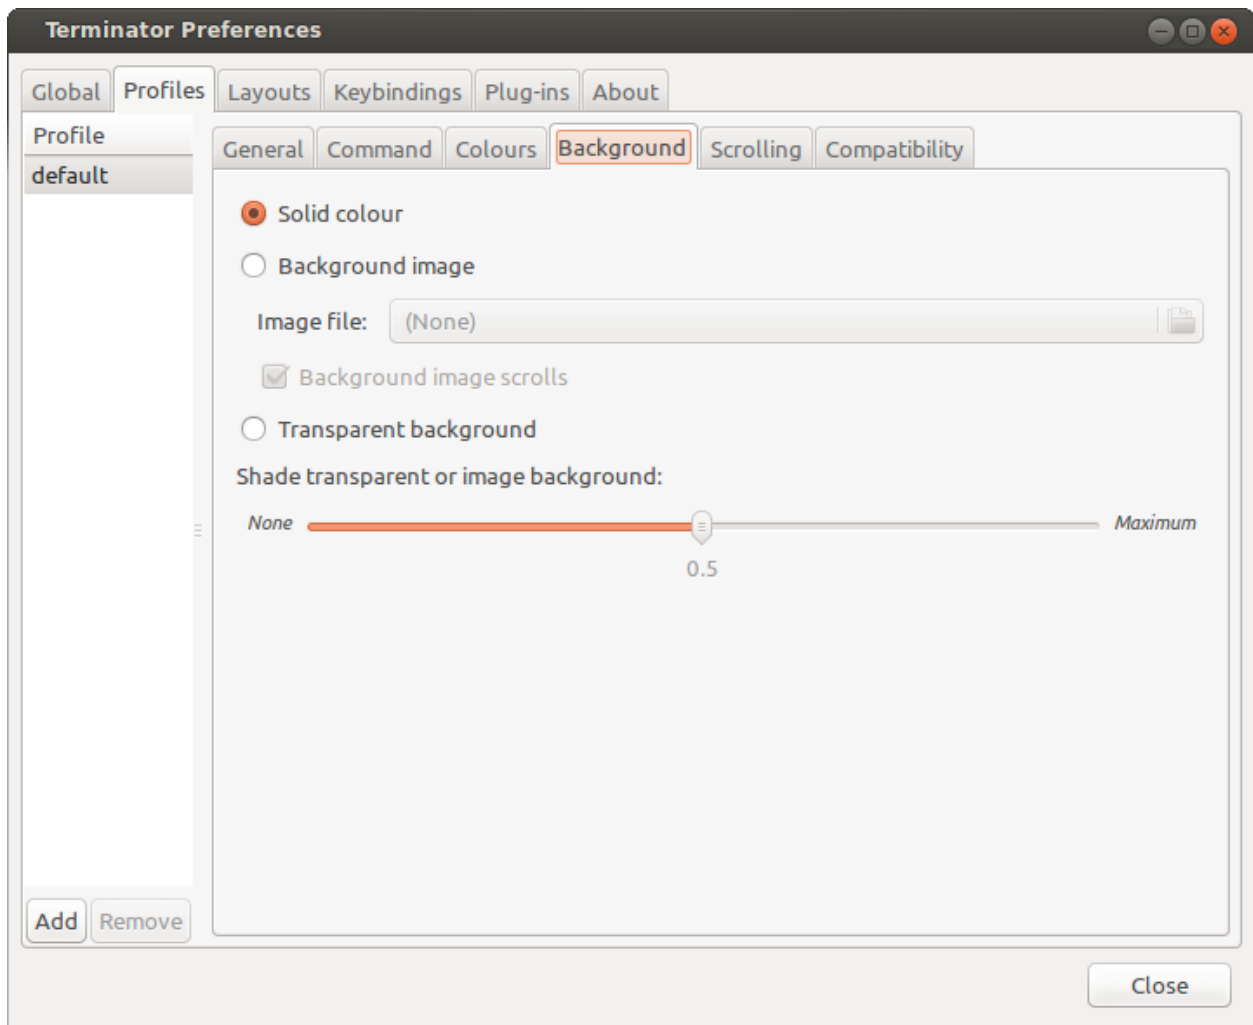 Terminator Preferences
Global Profiles Layouts Keybindings Plug-ins About
Profile
default
General Command Colours Background Scrolling Compatibility
Solid colour
Background image
Image file: (None)
Background image scrolls
Transparent background
Shade transparent or image background:
None Maximum
0.5
Add Remove
Close